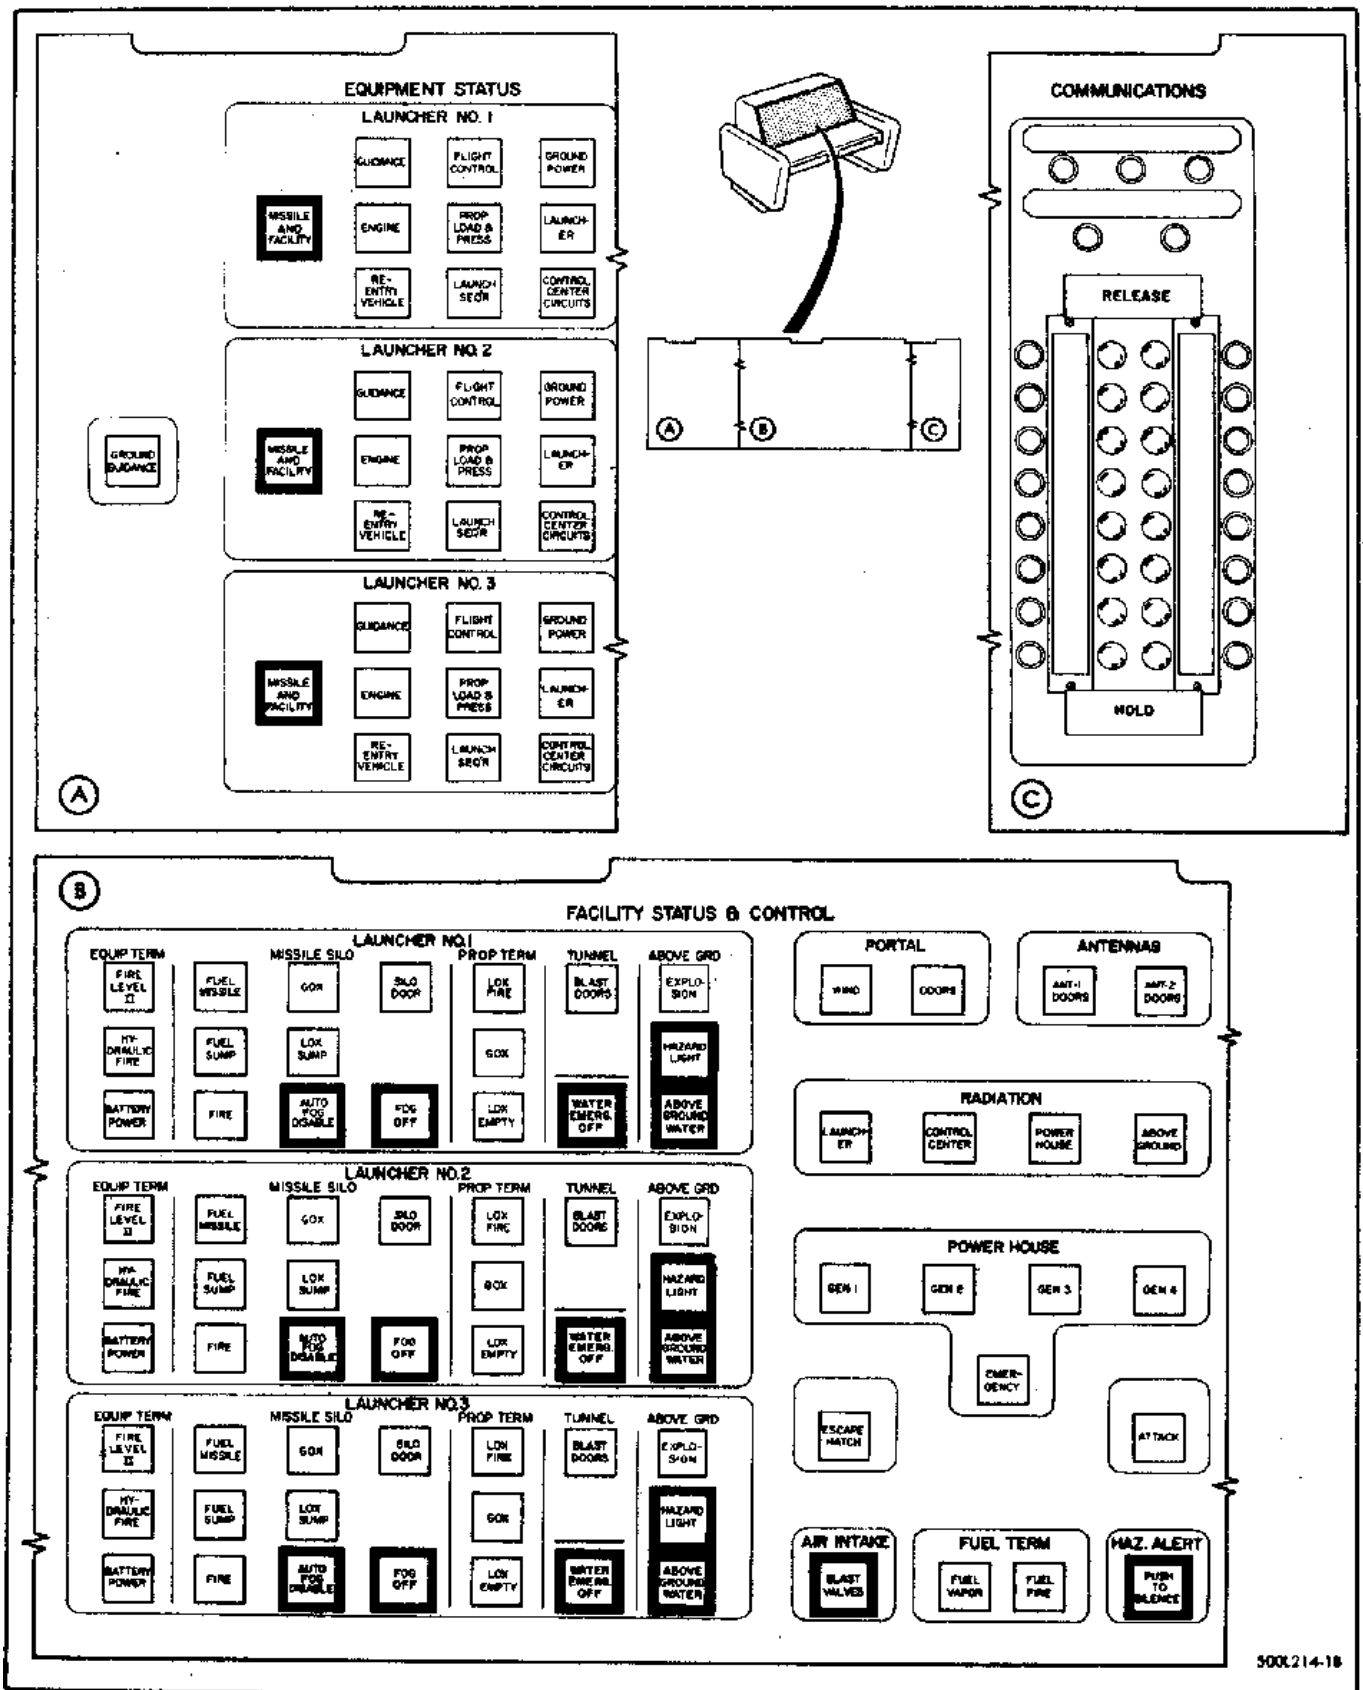 EQUIPMENT STATUS
LAUNCHER NO. 1
GUIDANCE
FLIGHT
CONTROL
GROUND
POWER
MISSILE
AND
FACILITY
ENGINE
PROP
LOAD &
PRESS
LAUNCH-
ER
RE-
ENTRY
VEHICLE
LAUNCH
SEQ'R
CONTROL
CENTER
CIRCUITS
LAUNCHER NO. 2
GUIDANCE
FLIGHT
CONTROL
GROUND
POWER
GROUND
GUIDANCE
MISSILE
AND
FACILITY
ENGINE
PROP
LOAD &
PRESS
LAUNCH-
ER
RE-
ENTRY
VEHICLE
LAUNCH
SEQ'R
CONTROL
CENTER
CIRCUITS
LAUNCHER NO. 3
GUIDANCE
FLIGHT
CONTROL
GROUND
POWER
MISSILE
AND
FACILITY
ENGINE
PROP
LOAD &
PRESS
LAUNCH-
ER
RE-
ENTRY
VEHICLE
LAUNCH
SEQ'R
CONTROL
CENTER
CIRCUITS
A
A
B
C
COMMUNICATIONS
RELEASE
HOLD
C
B
FACILITY STATUS & CONTROL
LAUNCHER NO.1
EQUIP TERM
MISSILE SILO
PROP TERM
TUNNEL
ABOVE GRD
FIRE
LEVEL
II
FUEL
MISSILE
GOX
SILO
DOOR
LOX
FIRE
BLAST
DOORS
EXPLO-
SION
HY-
DRAULIC
FIRE
FUEL
SUMP
LOX
SUMP
GOX
HAZARD
LIGHT
BATTERY
POWER
FIRE
AUTO
FOG
DISABLE
FOG
OFF
LOX
EMPTY
WATER
EMERG.
OFF
ABOVE
GROUND
WATER
LAUNCHER NO.2
EQUIP TERM
MISSILE SILO
PROP TERM
TUNNEL
ABOVE GRD
FIRE
LEVEL
II
FUEL
MISSILE
GOX
SILO
DOOR
LOX
FIRE
BLAST
DOORS
EXPLO-
SION
HY-
DRAULIC
FIRE
FUEL
SUMP
LOX
SUMP
GOX
HAZARD
LIGHT
BATTERY
POWER
FIRE
AUTO
FOG
DISABLE
FOG
OFF
LOX
EMPTY
WATER
EMERG.
OFF
ABOVE
GROUND
WATER
LAUNCHER NO.3
EQUIP TERM
MISSILE SILO
PROP TERM
TUNNEL
ABOVE GRD
FIRE
LEVEL
II
FUEL
MISSILE
GOX
SILO
DOOR
LOX
FIRE
BLAST
DOORS
EXPLO-
SION
HY-
DRAULIC
FIRE
FUEL
SUMP
LOX
SUMP
GOX
HAZARD
LIGHT
BATTERY
POWER
FIRE
AUTO
FOG
DISABLE
FOG
OFF
LOX
EMPTY
WATER
EMERG.
OFF
ABOVE
GROUND
WATER
PORTAL
WIND
DOORS
ANTENNAS
ANT-1
DOORS
ANT-2
DOORS
RADIATION
LAUNCH-
ER
CONTROL
CENTER
POWER
HOUSE
ABOVE
GROUND
POWER HOUSE
GEN 1
GEN 2
GEN 3
GEN 4
EMER-
GENCY
ESCAPE
HATCH
ATTACK
AIR INTAKE
BLAST
VALVES
FUEL TERM
FUEL
VAPOR
FUEL
FIRE
HAZ. ALERT
PUSH
TO
SILENCE
500L214-1B